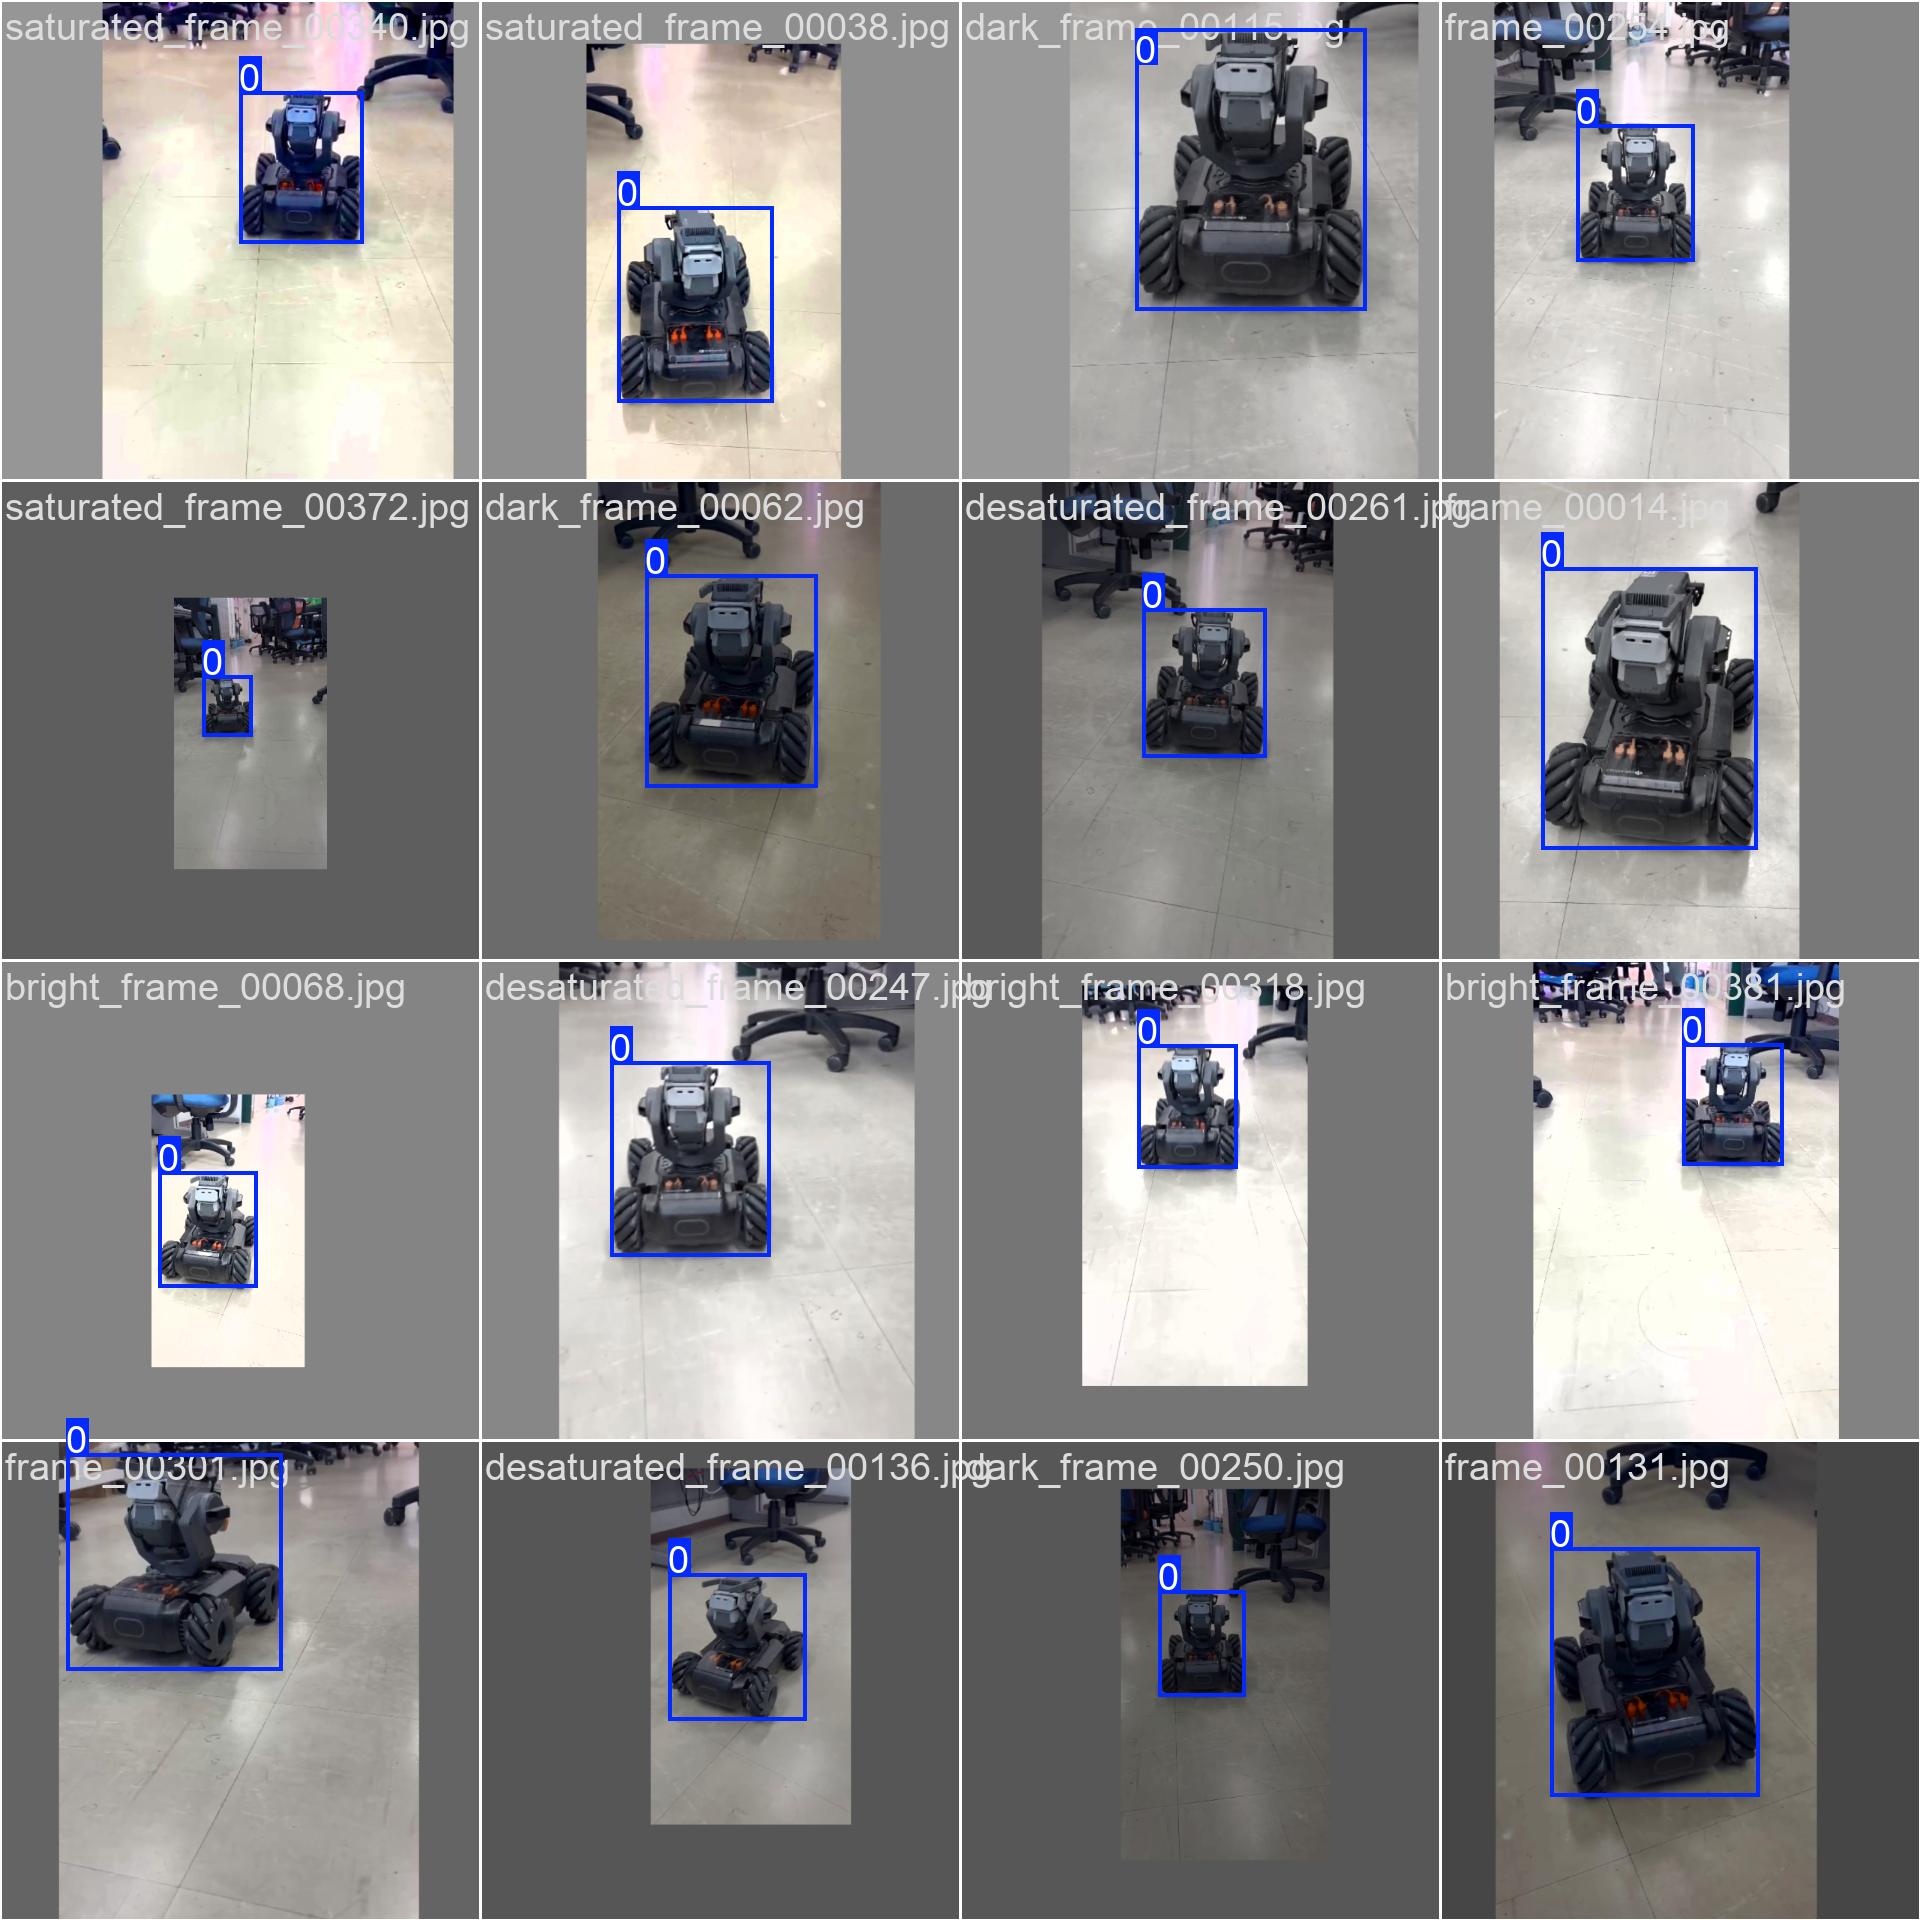 saturated_frame_00340.jpg
0
saturated_frame_00038.jpg
0
dark_frame_00115.jpg
0
frame_00254.jpg
0
saturated_frame_00372.jpg
0
dark_frame_00062.jpg
0
desaturated_frame_00261.jpg
0
frame_00014.jpg
0
bright_frame_00068.jpg
0
desaturated_frame_00247.jpg
0
bright_frame_00318.jpg
0
bright_frame_00381.jpg
0
frame_00301.jpg
0
desaturated_frame_00136.jpg
0
dark_frame_00250.jpg
0
frame_00131.jpg
0